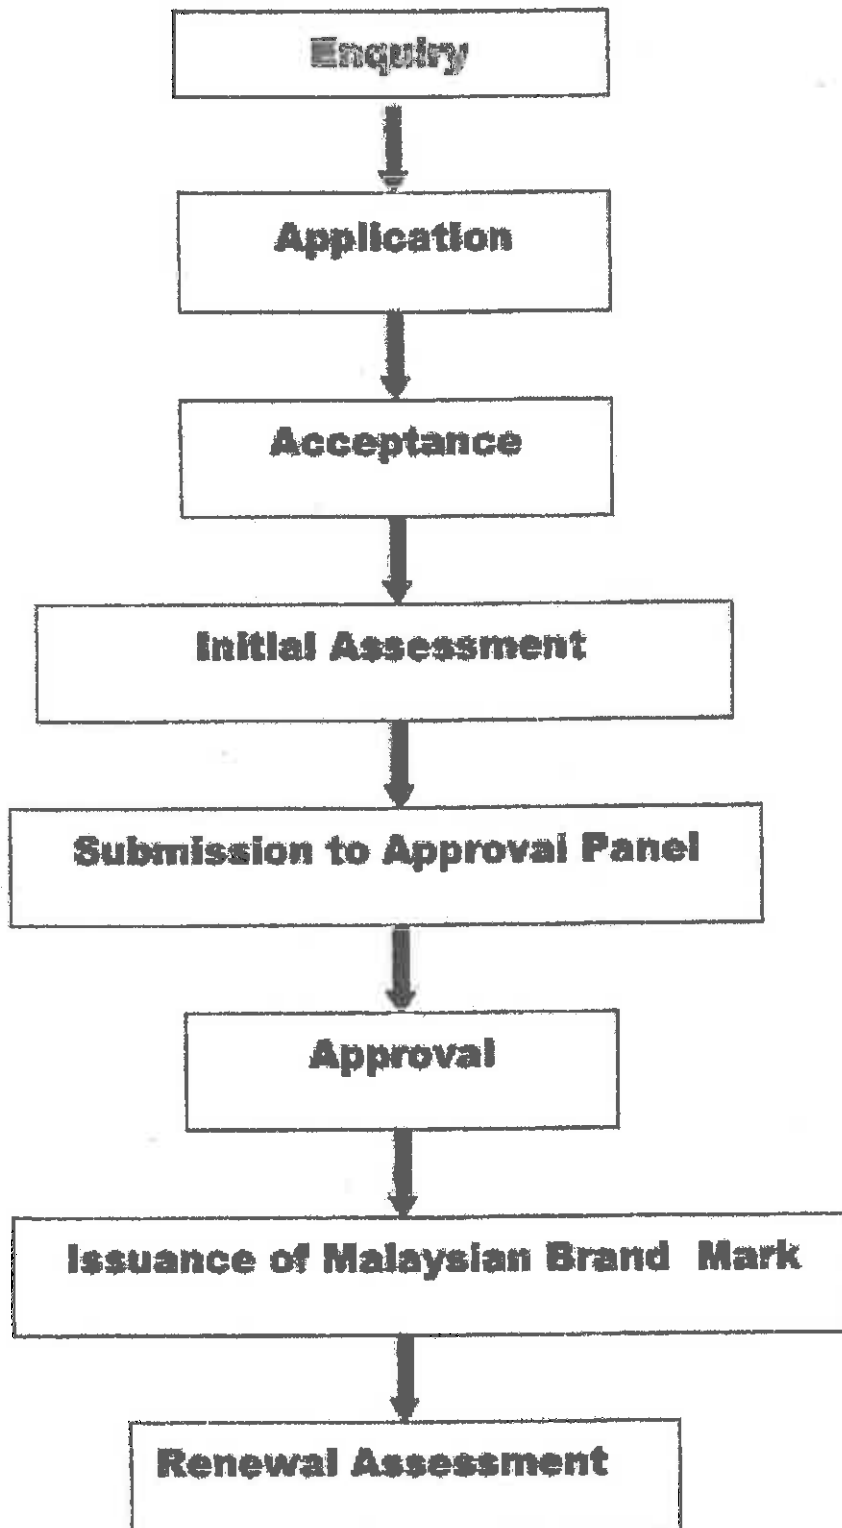 Enquiry
Application
Acceptance
Initial Assessment
Submission to Approval Panel
Approval
Issuance of Malaysian Brand Mark
Renewal Assessment